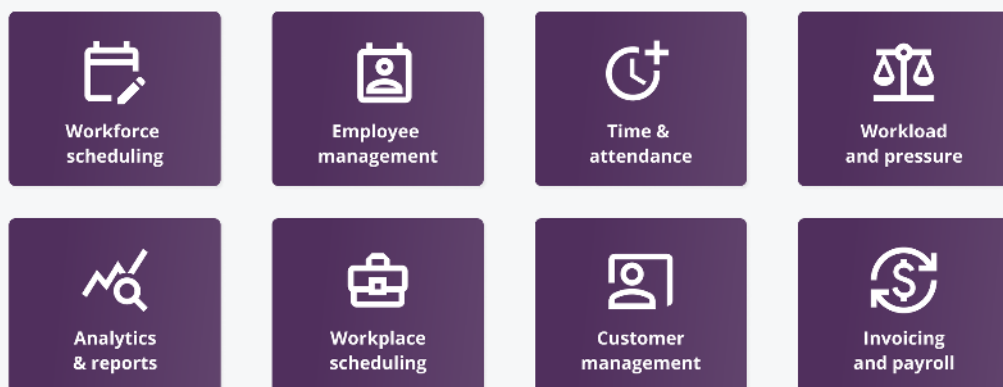 Workforce
scheduling
Employee
management
Time &
attendance
Workload
and pressure
Analytics
& reports
Workplace
scheduling
Customer
management
Invoicing
and payroll